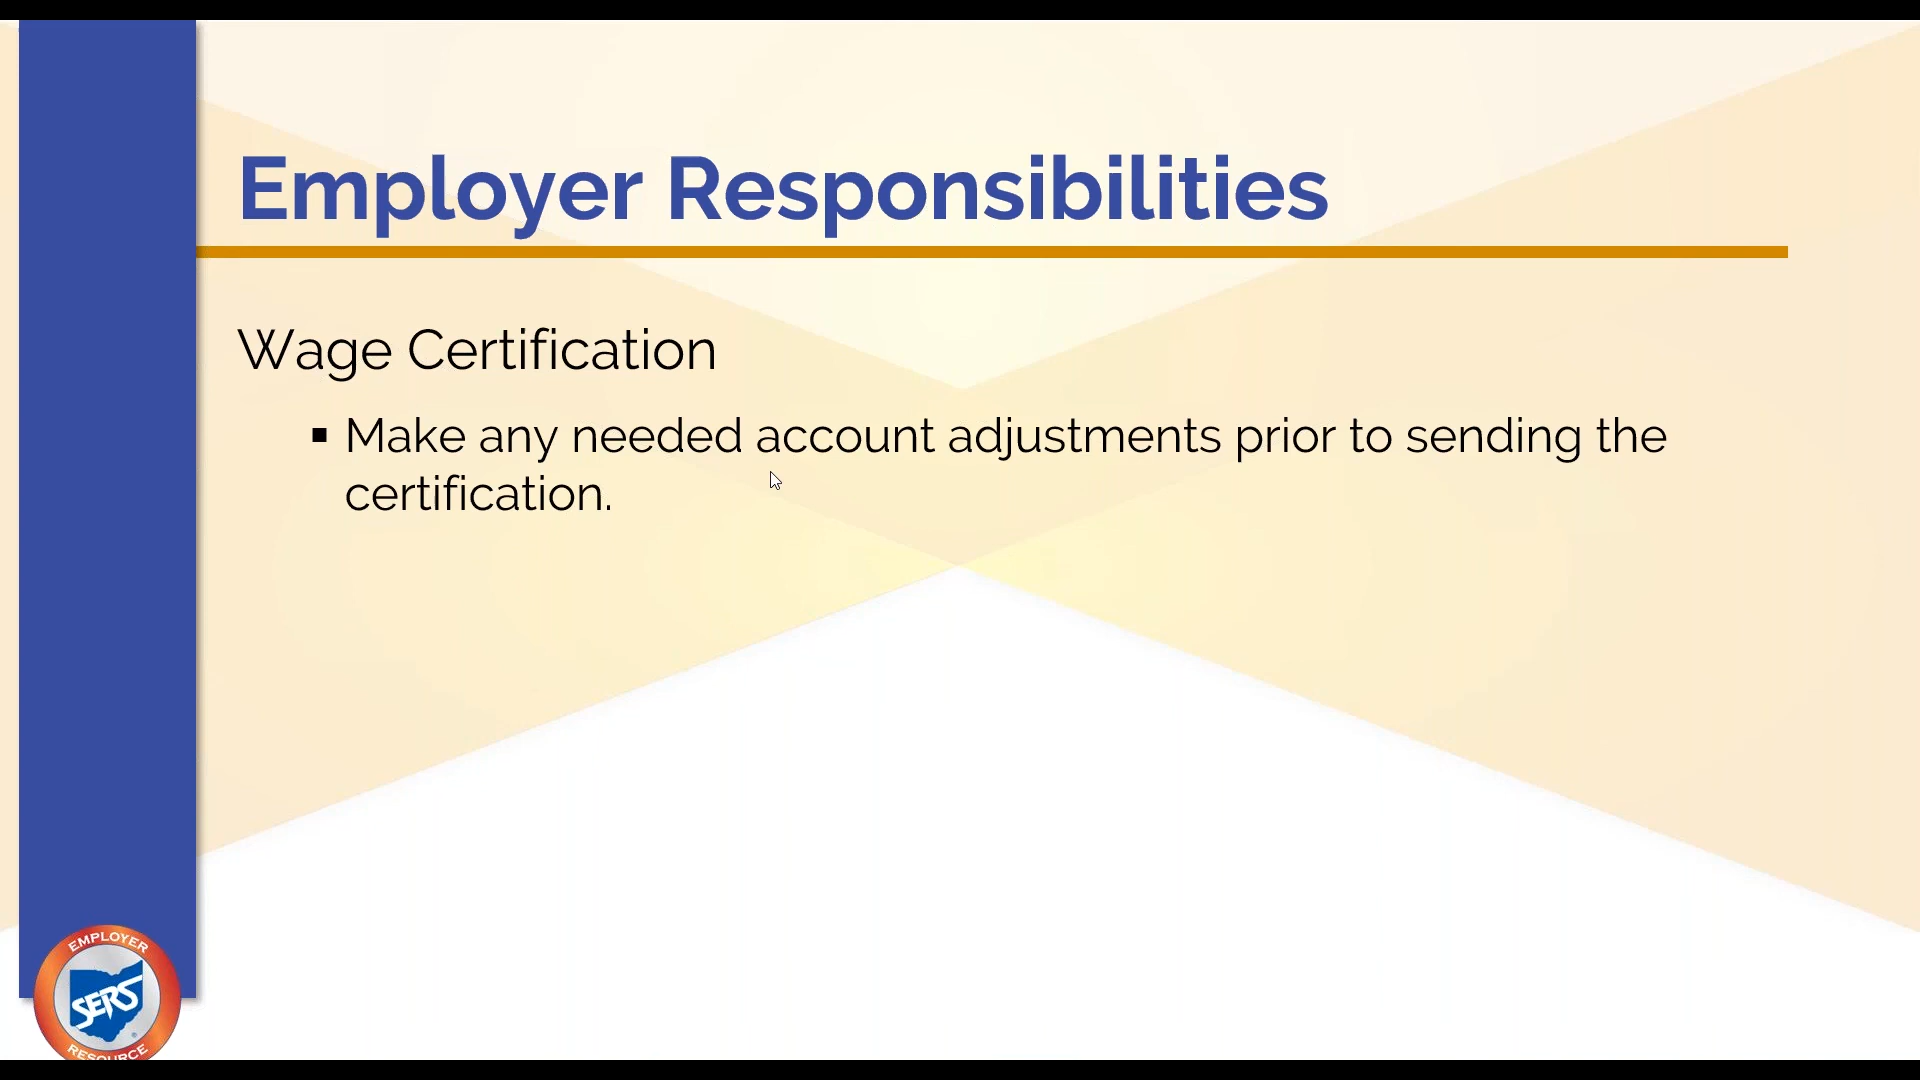 Employer Responsibilities
Wage Certification
▪ Make any needed account adjustments prior to sending the
certification.
EMPLOYER
SERS
RESOURCE